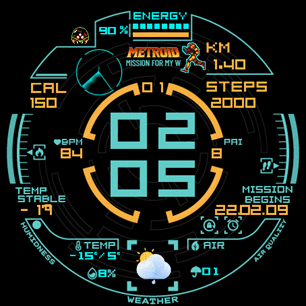 ENERGY
90 %
METROID
MISSION FOR MY W
KM
1.40
CAL
150
01
STEPS
2000
02
05
BPM
84
PAI
8
TEMP
STABLE
- 19
MISSION
BEGINS
22.02.09
HUMIDNESS
AIR QUALITY
TEMP
-15°/5°
AIR
8%
01
WEATHER